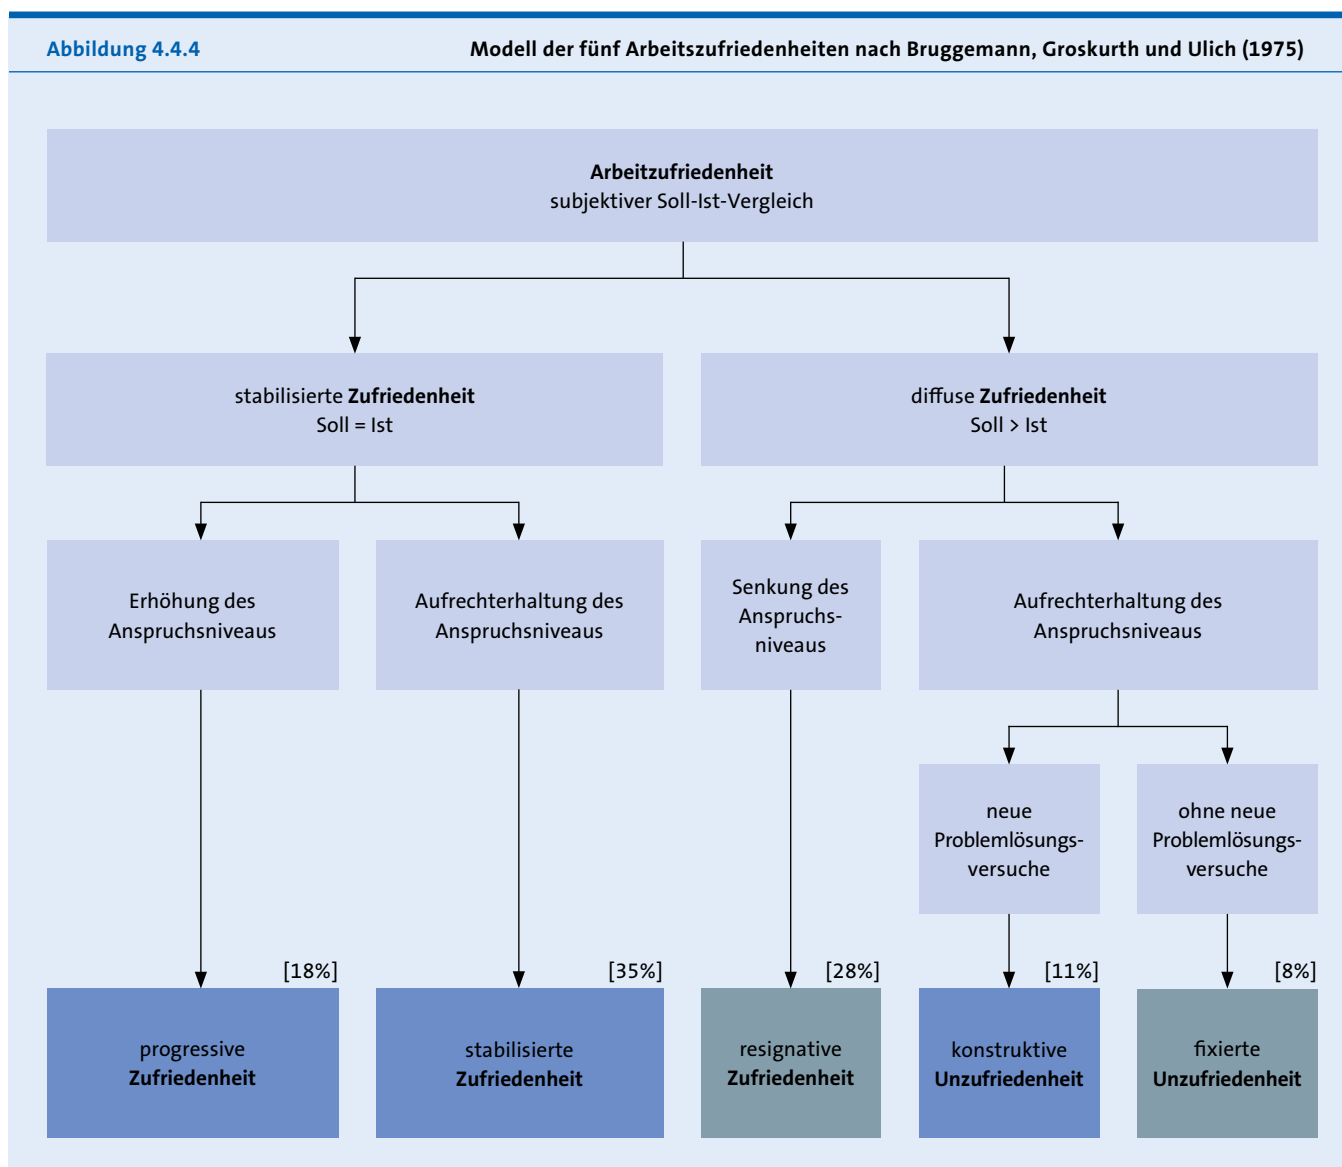 Abbildung 4.4.4
Modell der fünf Arbeitszufriedenheiten nach Bruggemann, Groskurth und Ulich (1975)
Arbeitzufriedenheit
subjektiver Soll-Ist-Vergleich
stabilisierte Zufriedenheit
Soll = Ist
diffuse Zufriedenheit
Soll > Ist
Erhöhung des
Anspruchsniveaus
Aufrechterhaltung des
Anspruchsniveaus
Senkung des
Anspruchs-
niveaus
Aufrechterhaltung des
Anspruchsniveaus
neue
Problemlösungs-
versuche
ohne neue
Problemlösungs-
versuche
[18%]
[35%]
[28%]
[11%]
[8%]
progressive
Zufriedenheit
stabilisierte
Zufriedenheit
resignative
Zufriedenheit
konstruktive
Unzufriedenheit
fixierte
Unzufriedenheit